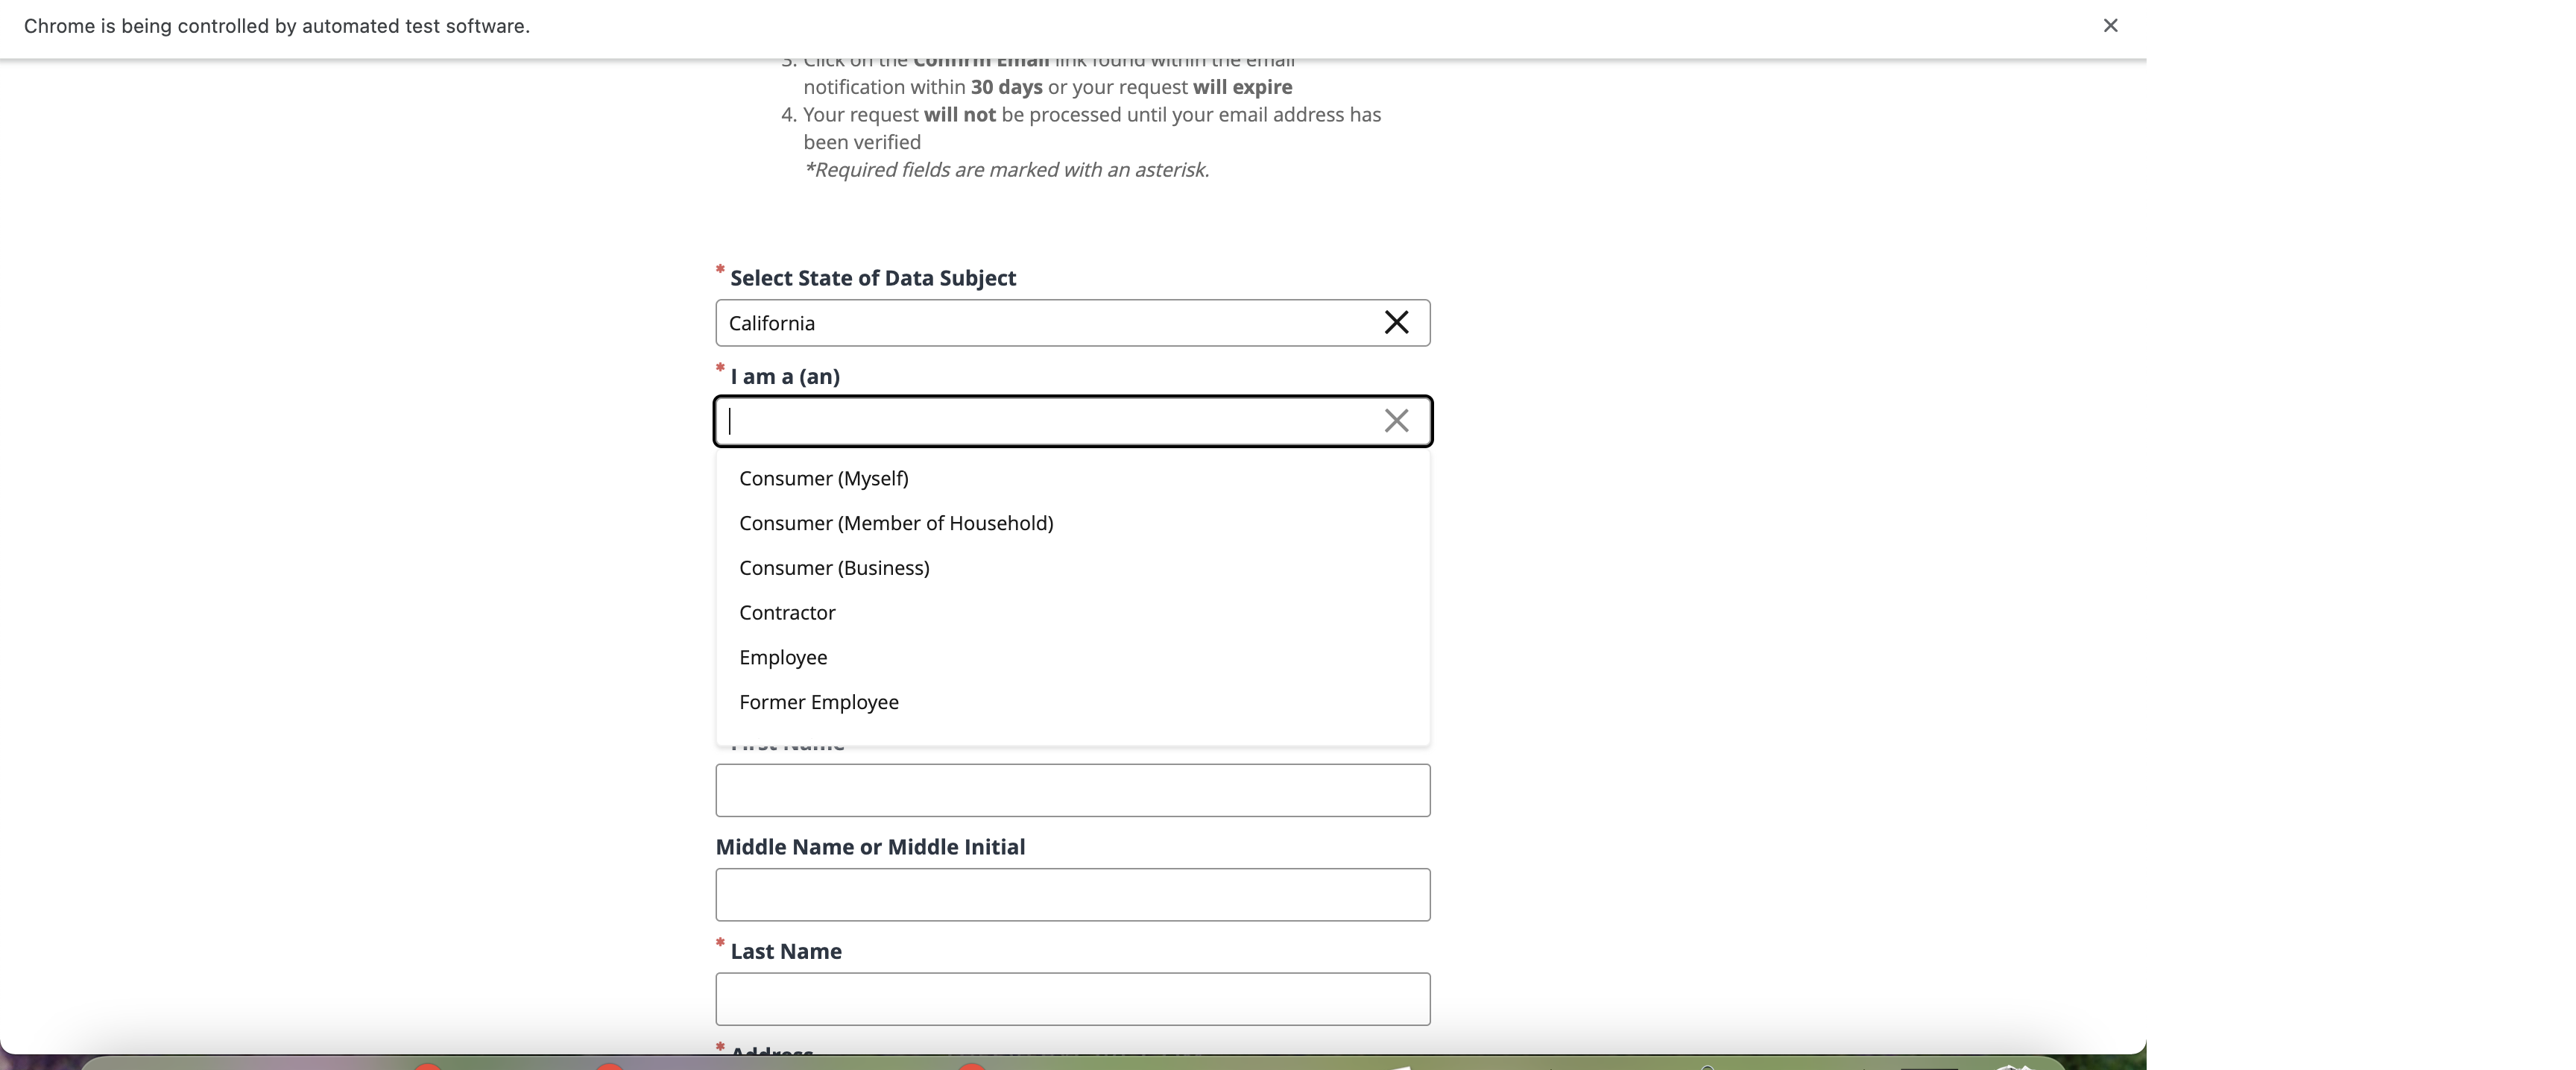 Chrome is being controlled by automated test software.
3. Click on the Confirm Email link found within the email
notification within 30 days or your request will expire
4. Your request will not be processed until your email address has
been verified
*Required fields are marked with an asterisk.
* Select State of Data Subject
California
* I am a (an)
Consumer (Myself)
Consumer (Member of Household)
Consumer (Business)
Contractor
Employee
Former Employee
First Name
Middle Name or Middle Initial
* Last Name
* Address